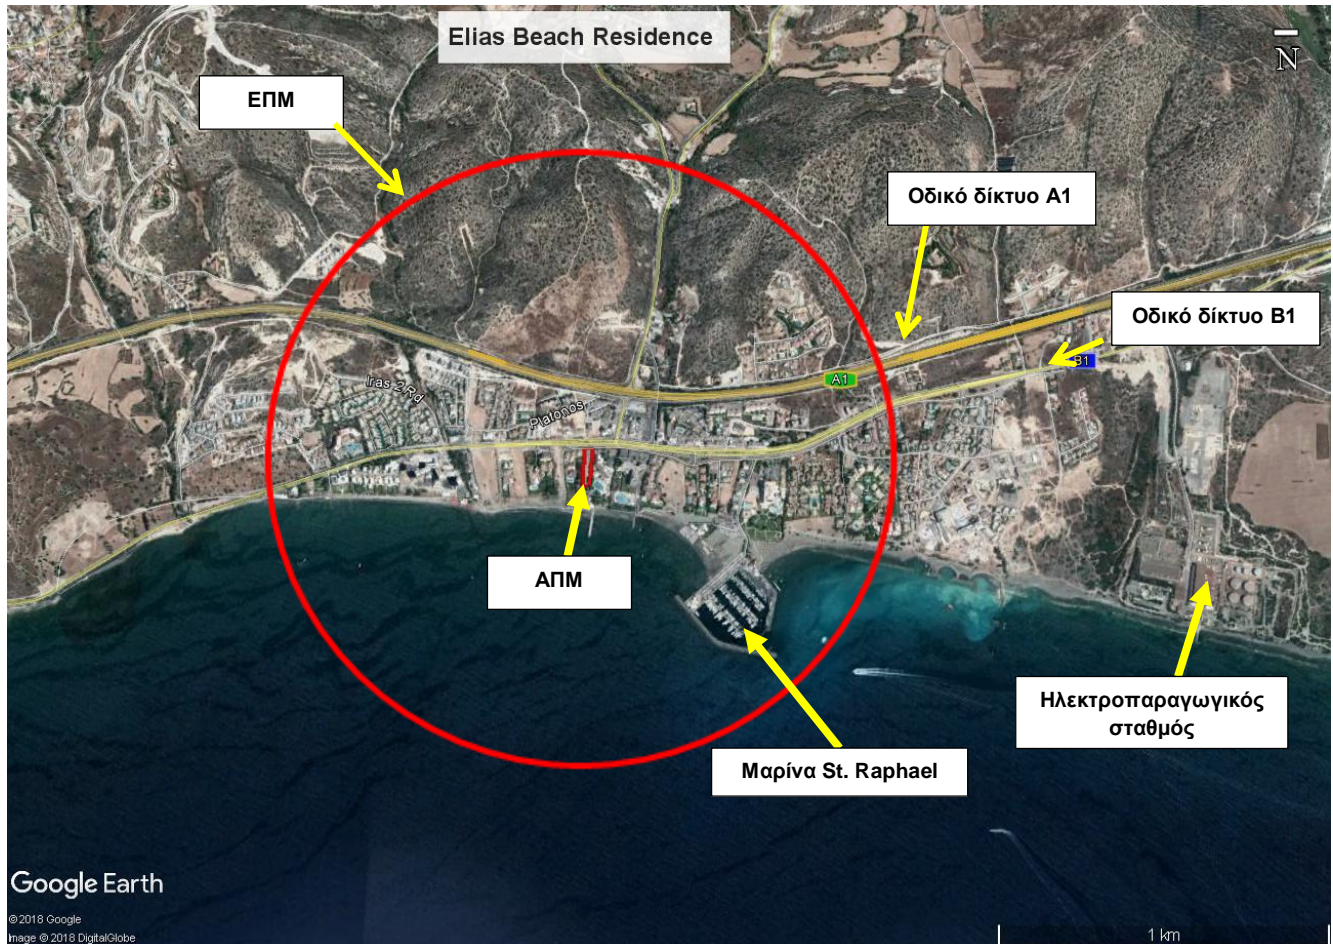 Elias Beach Residence
N
ΕΠΜ
Οδικό δίκτυο Α1
Οδικό δίκτυο Β1
B1
A1
Iras 2 Rd
Platonos
ΑΠΜ
Ηλεκτροπαραγωγικός
σταθμός
Μαρίνα St. Raphael
Google Earth
©2018 Google
Image © 2018 DigitalGlobe
1 km